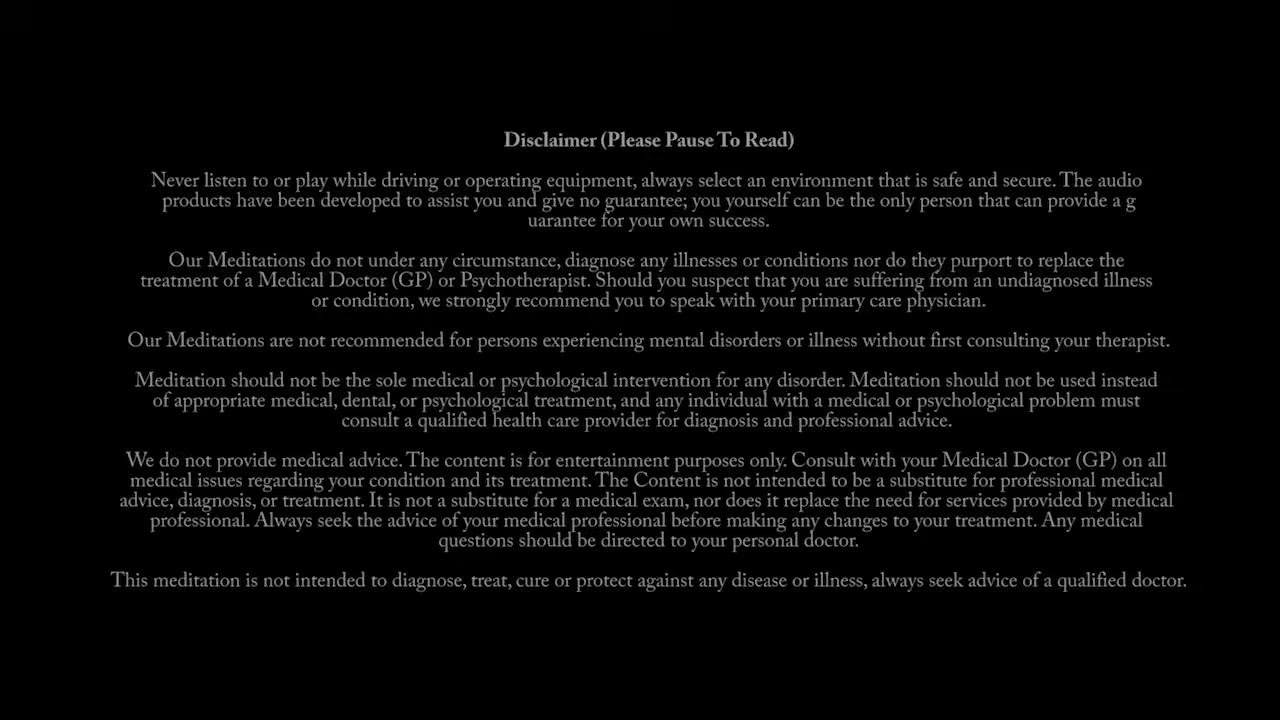 Disclaimer (Please Pause To Read)
Never listen to or play while driving or operating equipment, always select an environment that is safe and secure. The audio
products have been developed to assist you and give no guarantee; you yourself can be the only person that can provide a g
uarantee for your own success.
Our Meditations do not under any circumstance, diagnose any illnesses or conditions nor do they purport to replace the
treatment of a Medical Doctor (GP) or Psychotherapist. Should you suspect that you are suffering from an undiagnosed illness
or condition, we strongly recommend you to speak with your primary care physician.
Our Meditations are not recommended for persons experiencing mental disorders or illness without first consulting your therapist.
Meditation should not be the sole medical or psychological intervention for any disorder. Meditation should not be used instead
of appropriate medical, dental, or psychological treatment, and any individual with a medical or psychological problem must
consult a qualified health care provider for diagnosis and professional advice.
We do not provide medical advice. The content is for entertainment purposes only. Consult with your Medical Doctor (GP) on all
medical issues regarding your condition and its treatment. The Content is not intended to be a substitute for professional medical
advice, diagnosis, or treatment. It is not a substitute for a medical exam, nor does it replace the need for services provided by medical
professional. Always seek the advice of your medical professional before making any changes to your treatment. Any medical
questions should be directed to your personal doctor.
This meditation is not intended to diagnose, treat, cure or protect against any disease or illness, always seek advice of a qualified doctor.